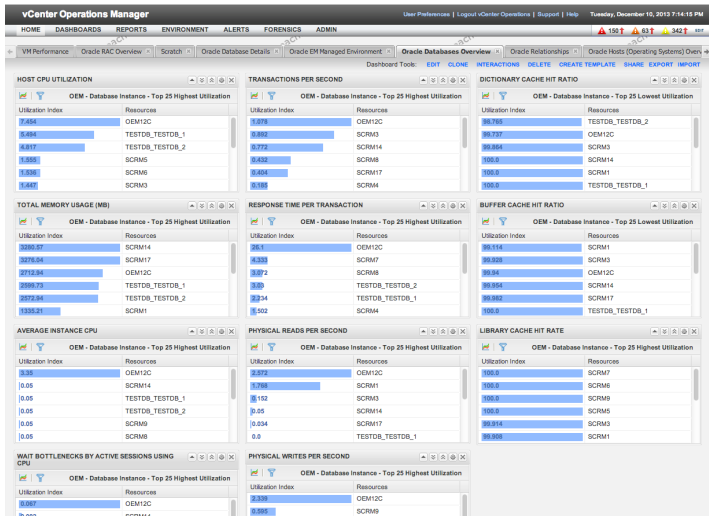 vCenter Operations Manager
User Preferences | Logout vCenter Operations | Support | Help Tuesday, December 10, 2013 7:14:15 PM
HOME DASHBOARDS REPORTS ENVIRONMENT ALERTS FORENSICS ADMIN 150 63 342 EDIT
VM Performance Oracle RAC Overview Scratch Oracle Database Details Oracle EM Managed Environment Oracle Databases Overview Oracle Relationships Oracle Hosts (Operating Systems) Overv
Dashboard Tools: EDIT CLONE INTERACTIONS DELETE CREATE TEMPLATE SHARE EXPORT IMPORT
HOST CPU UTILIZATION
OEM - Database Instance - Top 25 Highest Utilization
Utilization Index Resources
7.454 OEM12C
5.494 TESTDB_TESTDB_1
4.817 TESTDB_TESTDB_2
1.555 SCRM5
1.536 SCRM6
1.447 SCRM3
TRANSACTIONS PER SECOND
OEM - Database Instance - Top 25 Highest Utilization
Utilization Index Resources
1.078 OEM12C
0.892 SCRM3
0.772 SCRM14
0.432 SCRM8
0.404 SCRM17
0.185 SCRM4
DICTIONARY CACHE HIT RATIO
OEM - Database Instance - Top 25 Lowest Utilization
Utilization Index Resources
99.765 TESTDB_TESTDB_2
99.737 OEM12C
99.864 SCRM3
100.0 SCRM14
100.0 SCRM1
100.0 TESTDB_TESTDB_1
TOTAL MEMORY USAGE (MB)
OEM - Database Instance - Top 25 Highest Utilization
Utilization Index Resources
3280.57 SCRM14
3276.04 SCRM17
2712.84 OEM12C
2599.73 TESTDB_TESTDB_1
2572.94 TESTDB_TESTDB_2
1335.21 SCRM1
RESPONSE TIME PER TRANSACTION
OEM - Database Instance - Top 25 Highest Utilization
Utilization Index Resources
26.1 OEM12C
4.333 SCRM7
3.072 SCRM8
3.03 TESTDB_TESTDB_2
2.234 TESTDB_TESTDB_1
1.502 SCRM4
BUFFER CACHE HIT RATIO
OEM - Database Instance - Top 25 Lowest Utilization
Utilization Index Resources
99.114 SCRM1
99.828 SCRM3
99.84 OEM12C
99.854 SCRM14
99.862 SCRM17
100.0 TESTDB_TESTDB_1
AVERAGE INSTANCE CPU
OEM - Database Instance - Top 25 Highest Utilization
Utilization Index Resources
3.35 OEM12C
0.05 SCRM14
0.05 TESTDB_TESTDB_1
0.05 TESTDB_TESTDB_2
0.05 SCRM9
0.05 SCRM8
PHYSICAL READS PER SECOND
OEM - Database Instance - Top 25 Highest Utilization
Utilization Index Resources
2.572 OEM12C
1.768 SCRM1
0.152 SCRM3
0.05 SCRM14
0.034 SCRM17
0.0 TESTDB_TESTDB_1
LIBRARY CACHE HIT RATE
OEM - Database Instance - Top 25 Highest Utilization
Utilization Index Resources
100.0 SCRM7
100.0 SCRM6
100.0 SCRM9
100.0 SCRM5
99.914 SCRM3
99.808 SCRM1
WAIT BOTTLENECKS BY ACTIVE SESSIONS USING
CPU
OEM - Database Instance - Top 25 Highest Utilization
Utilization Index Resources
0.067 OEM12C
SCRM14
PHYSICAL WRITES PER SECOND
OEM - Database Instance - Top 25 Highest Utilization
Utilization Index Resources
2.338 OEM12C
0.595 SCRM9